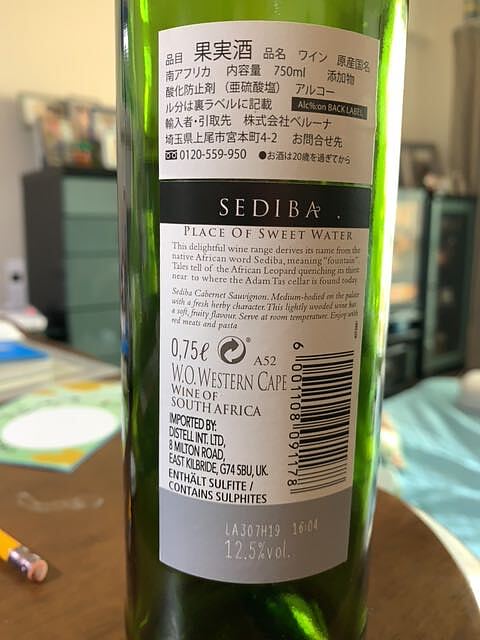 品目 果実酒 品名 ワイン 原産国名
南アフリカ 内容量 750ml 添加物
酸化防止剤 (亜硫酸塩) アルコー
ル分は裏ラベルに記載 Alc%:on BACK LABEL
輸入者・引取先 株式会社ベルーナ
埼玉県上尾市宮本町4-2 お問合せ先
0120-559-950 ●お酒は20歳を過ぎてから
SEDIBA
PLACE OF SWEET WATER
This delightful wine range derives its name from the
native African word Sediba, meaning "fountain".
Tales tell of the African Leopard quenching its thirst
near to where the Adam Tas cellar is found today.
Sediba Cabernet Sauvignon. Medium-bodied on the palate
with a fresh herby character. This lightly wooded wine has
a soft, fruity flavour. Serve at room temperature. Enjoy with
red meats and pasta
0,75ℓ
A52
W.O. WESTERN CAPE
WINE OF
SOUTH AFRICA
IMPORTED BY:
DISTELL INT. LTD,
8 MILTON ROAD,
EAST KILBRIDE, G74 5BU, UK.
ENTHÄLT SULFITE /
CONTAINS SULPHITES
6 001108 051178
LA307H19 16:04
12.5%vol.